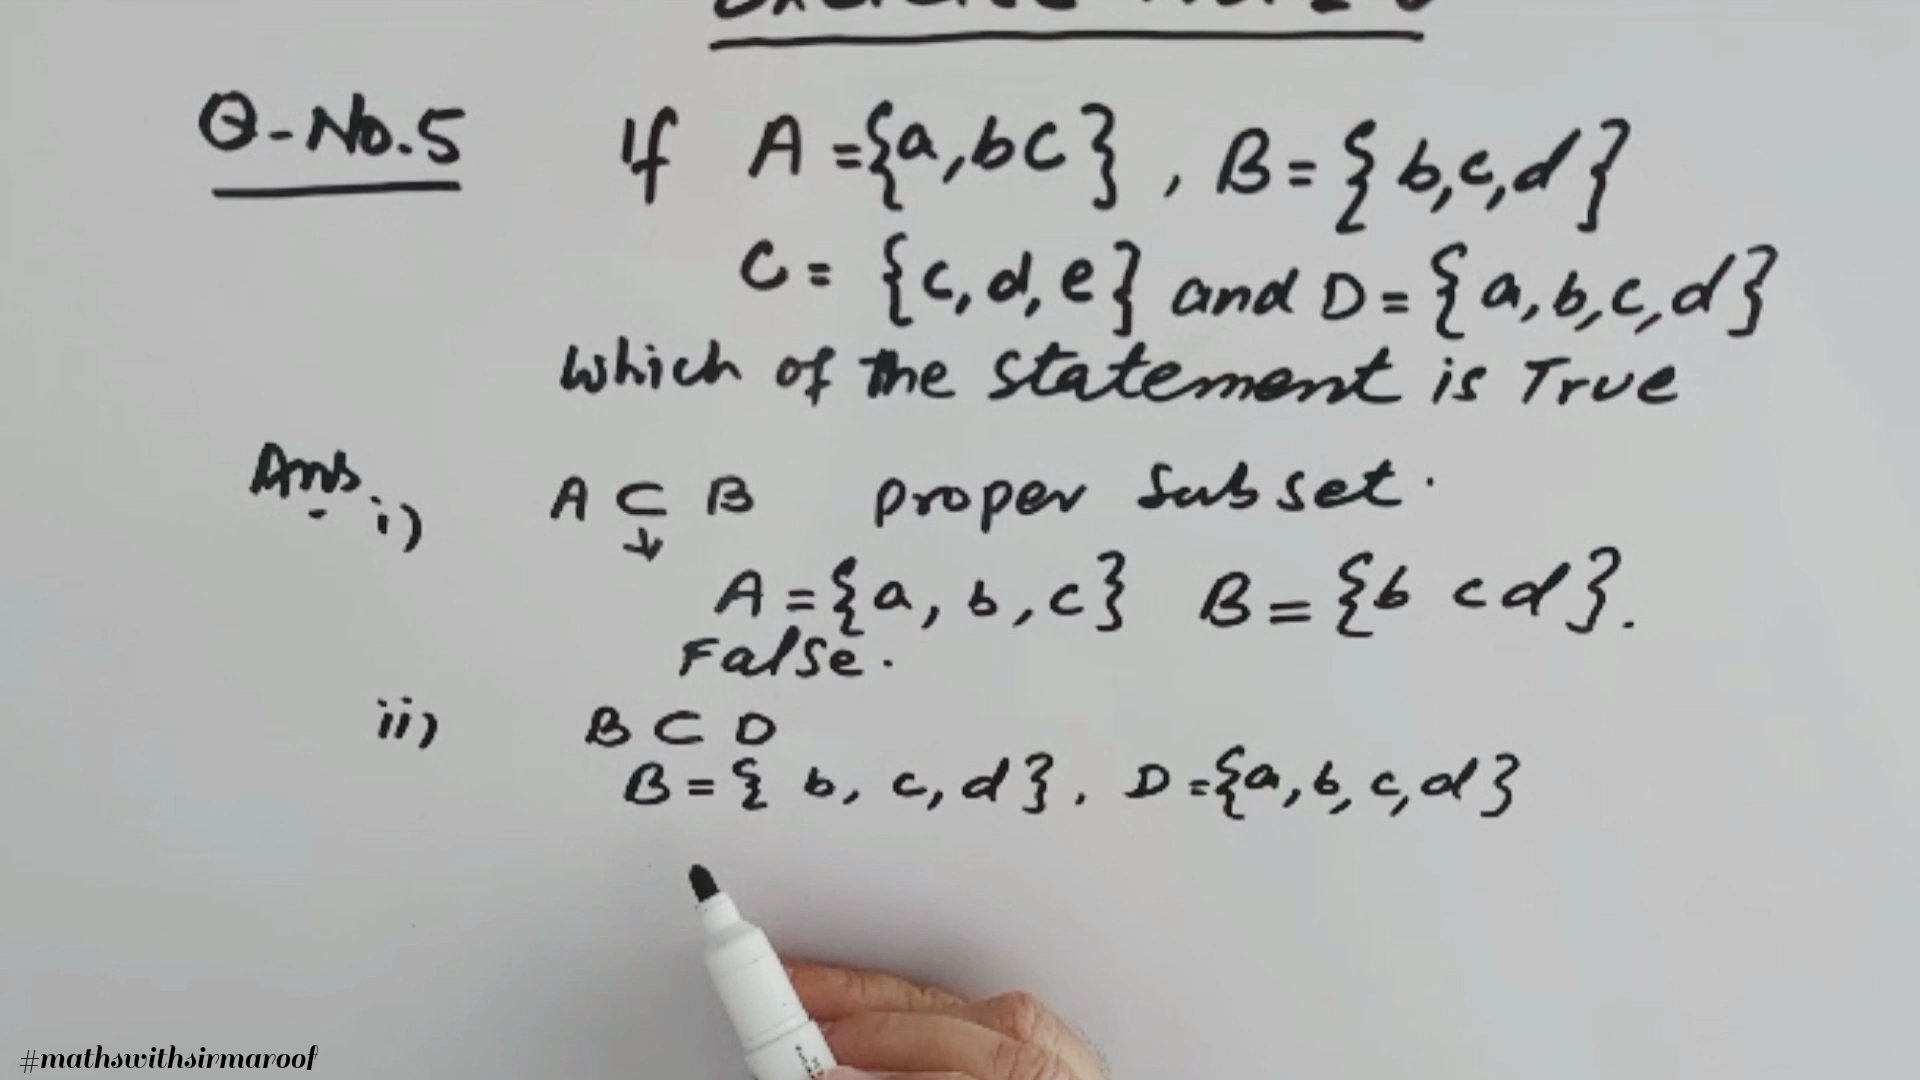 Q-No.5 If A={a,bc}, B={b,c,d}
C={c,d,e} and D={a,b,c,d}
Which of the statement is True
Ans. i) A ⊂ B proper subset.
A={a, b, c} B={b c d}.
False.
ii) B ⊂ D
B={ b, c, d}, D={a, b, c, d}
#mathswithsirmaroof